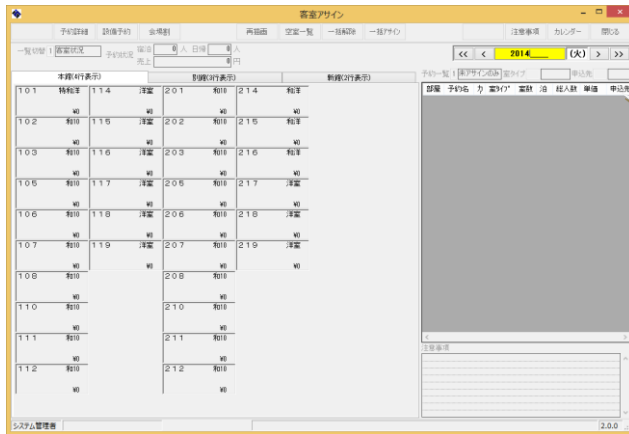 客室アサイン
予約詳細 設備予約 会場割 再描画 空室一覧 一括解除 一括アサイン 注意事項 カレンダー 閉じる
一覧切替 1 客室状況 予約状況 宿泊 0 人 日帰 0 人
売上 0 円
<< < 2014 (火) > >>
本館(4行表示) 別館(3行表示) 新館(2行表示)
予約一覧 1 未アサインのみ 室タイプ 申込先
部屋 予約名 カ 室タイプ 室数 泊 総人数 単価 申込先
101 特和洋 114 洋室 201 和10 214 和洋
¥0 ¥0 ¥0 ¥0
102 和10 115 洋室 202 和10 215 和洋
¥0 ¥0 ¥0 ¥0
103 和10 116 洋室 203 和10 216 和洋
¥0 ¥0 ¥0 ¥0
105 和10 117 洋室 205 和10 217 洋室
¥0 ¥0 ¥0 ¥0
106 和10 118 洋室 206 和10 218 洋室
¥0 ¥0 ¥0 ¥0
107 和10 119 洋室 207 和10 219 洋室
¥0 ¥0 ¥0 ¥0
108 和10 208 和10
¥0 ¥0
110 和10 210 和10
¥0 ¥0
111 和10 211 和10
¥0 ¥0
注意事項
112 和10 212 和10
¥0 ¥0
システム管理者 2.0.0